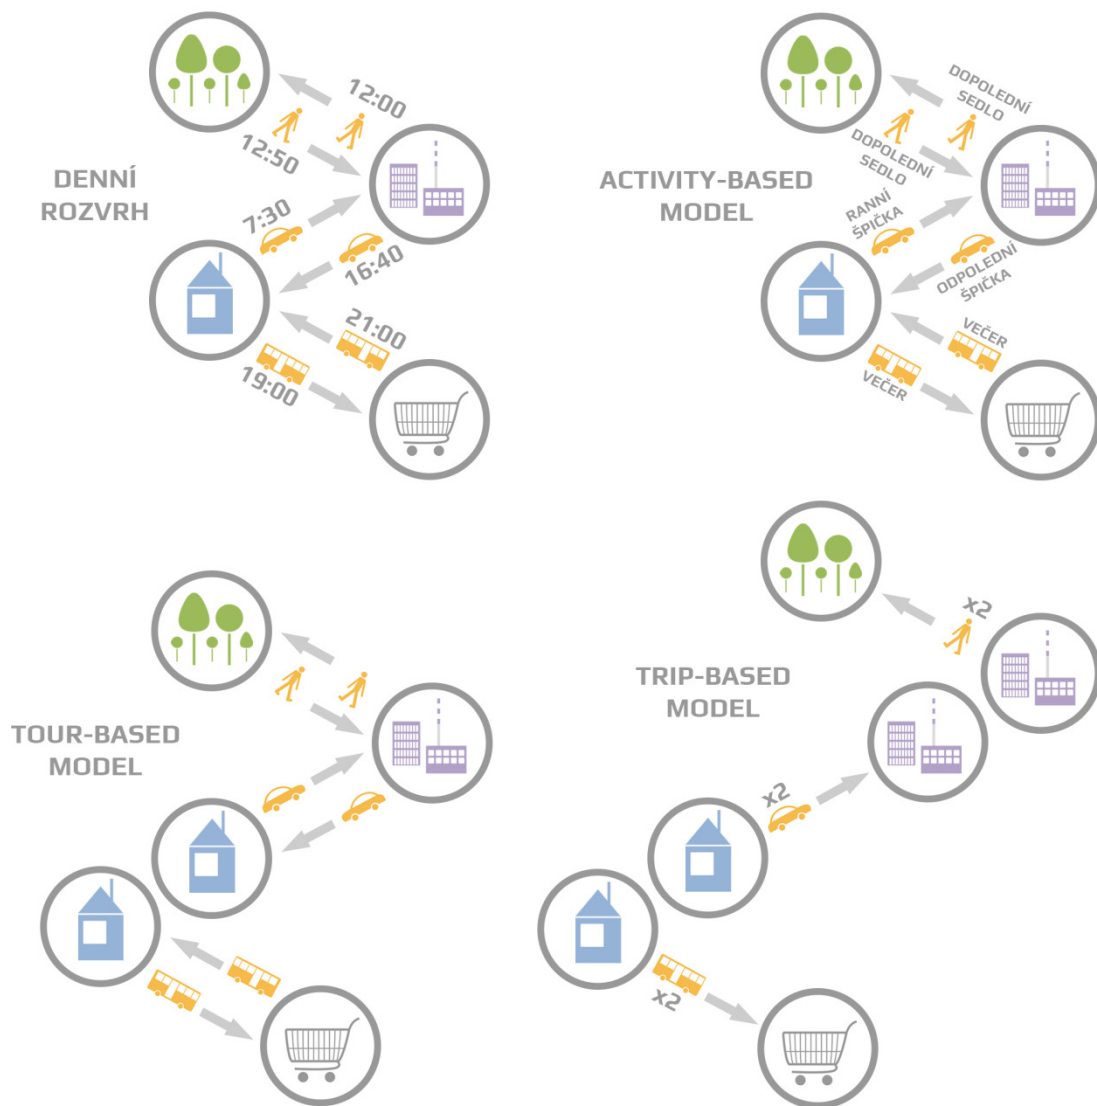 12:00
12:50
DENNÍ
ROZVRH
7:30
16:40
21:00
19:00
DOPOLEDNÍ
SEDLO
DOPOLEDNÍ
SEDLO
ACTIVITY-BASED
MODEL
RANNÍ
ŠPIČKA
ODPOLEDNÍ
ŠPIČKA
VEČER
VEČER
TOUR-BASED
MODEL
x2
TRIP-BASED
MODEL
x2
x2